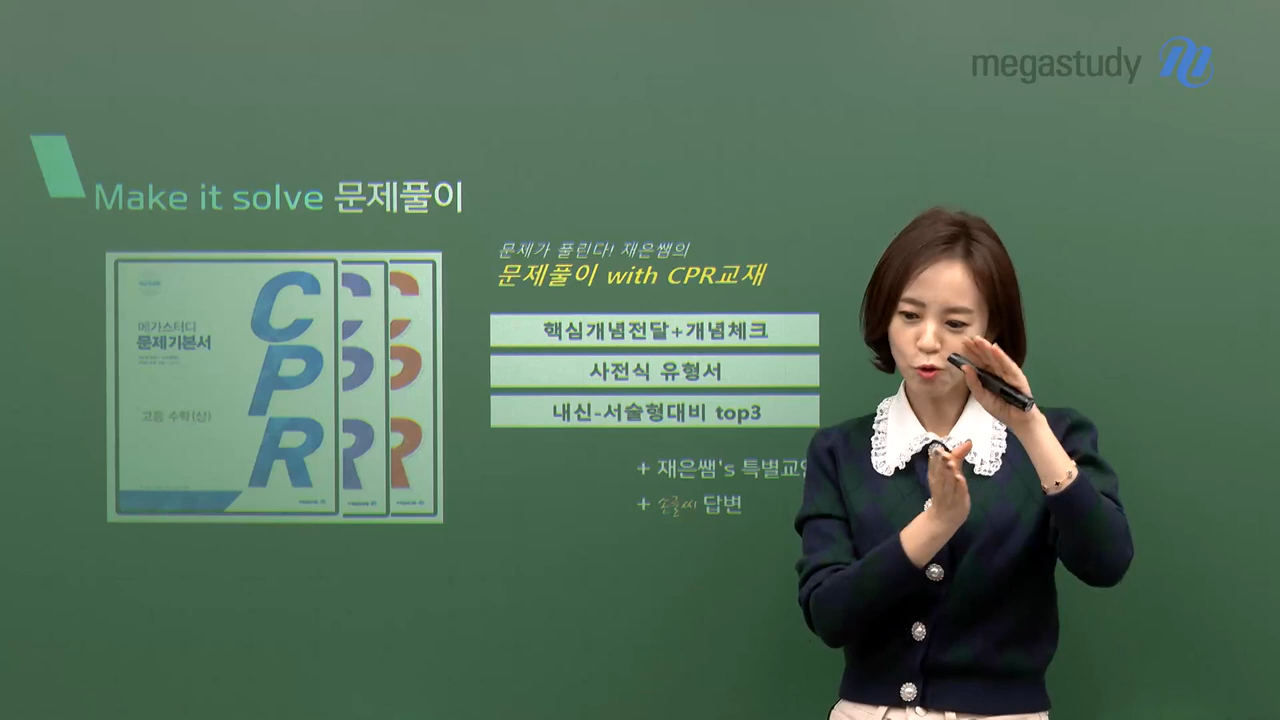 megastudy
Make it solve 문제풀이
문제가 풀린다! 재은쌤의
문제풀이 with CPR교재
메가스터디
문제기본서
고등 수학(상)
CPR
핵심개념전달+개념체크
사전식 유형서
내신-서술형대비 top3
+ 재은쌤's 특별교
+ 손글씨 답변